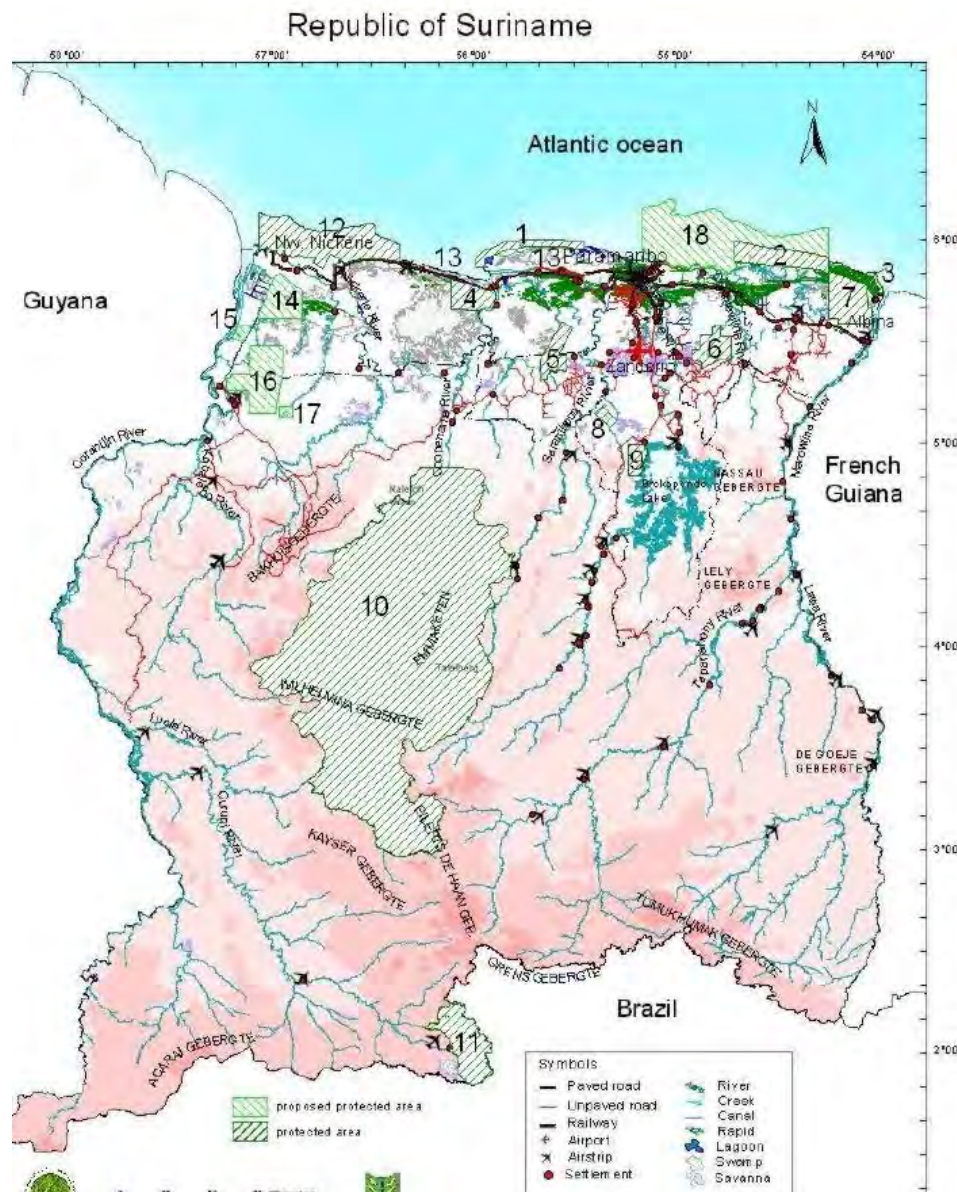 Republic of Suriname
58°00'
57°00'
56°00'
55°00'
54°00'
N
Atlantic ocean
6°00'
12
1
18
2
3
Nw. Nickerie
13
13
Paramaribo
Guyana
14
4
7
Albina
15
5
6
Zanderij
16
17
8
Corantijn River
Coppename River
Saramacca River
Marowijne River
5°00'
9
NASSAU
GEBERGTE
French
Guiana
Brokopondo
Lake
BAKHUIS GEBERGTE
10
LELY
GEBERGTE
Lawa River
Tapanahony River
EMMAKETEN
Tafelberg
4°00'
WILHELMINA GEBERGTE
Lucie River
DE GOEJE
GEBERGTE
KAYSER GEBERGTE
EILERTS DE HAAN GEB.
3°00'
TUMUKHUMAK GEBERGTE
GRENS GEBERGTE
Brazil
11
2°00'
ACARAI GEBERGTE
proposed protected area
protected area
Symbols
Paved road
Unpaved road
Railway
Airport
Airstrip
Settlement
River
Creek
Canal
Rapid
Lagoon
Swamp
Savanna